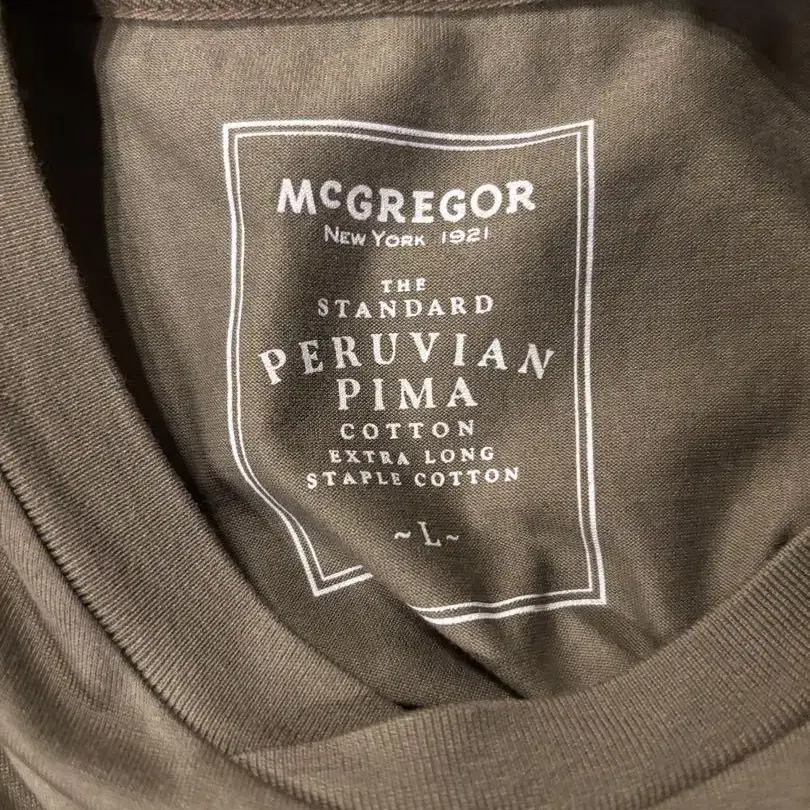 McGREGOR
NEW YORK 1921
THE
STANDARD
PERUVIAN
PIMA
COTTON
EXTRA LONG
STAPLE COTTON
~L~